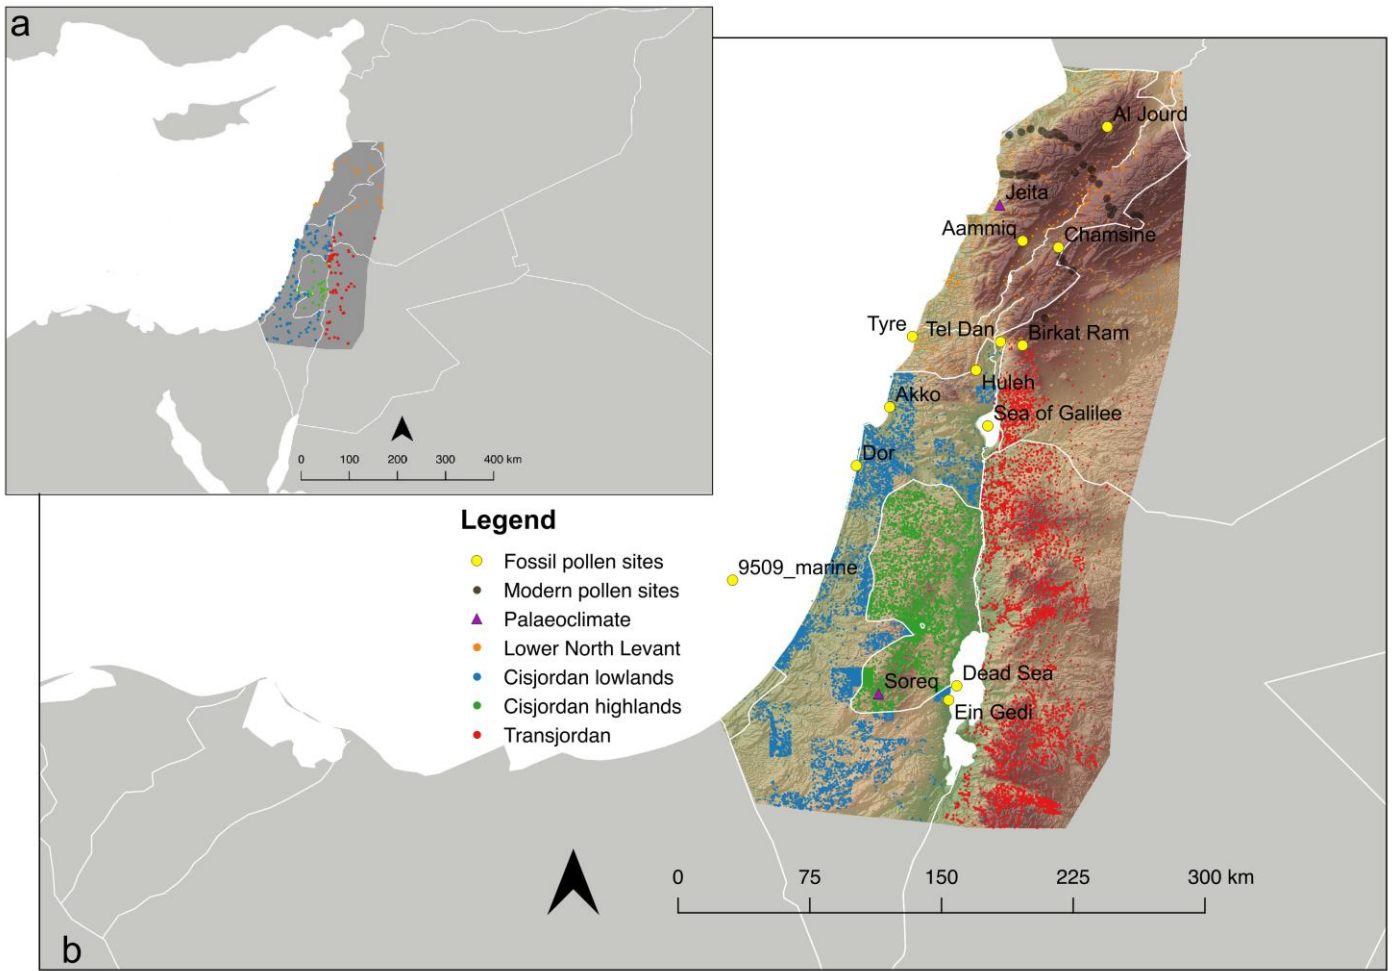 a
0 100 200 300 400 km
Al Jourd
Jeita
Aammiq
Chamsine
Tyre
Tel Dan
Birkat Ram
Huleh
Akko
Sea of Galilee
Dor
9509_marine
Soreq
Dead Sea
Ein Gedi
Legend
Fossil pollen sites
Modern pollen sites
Palaeoclimate
Lower North Levant
Cisjordan lowlands
Cisjordan highlands
Transjordan
0 75 150 225 300 km
b